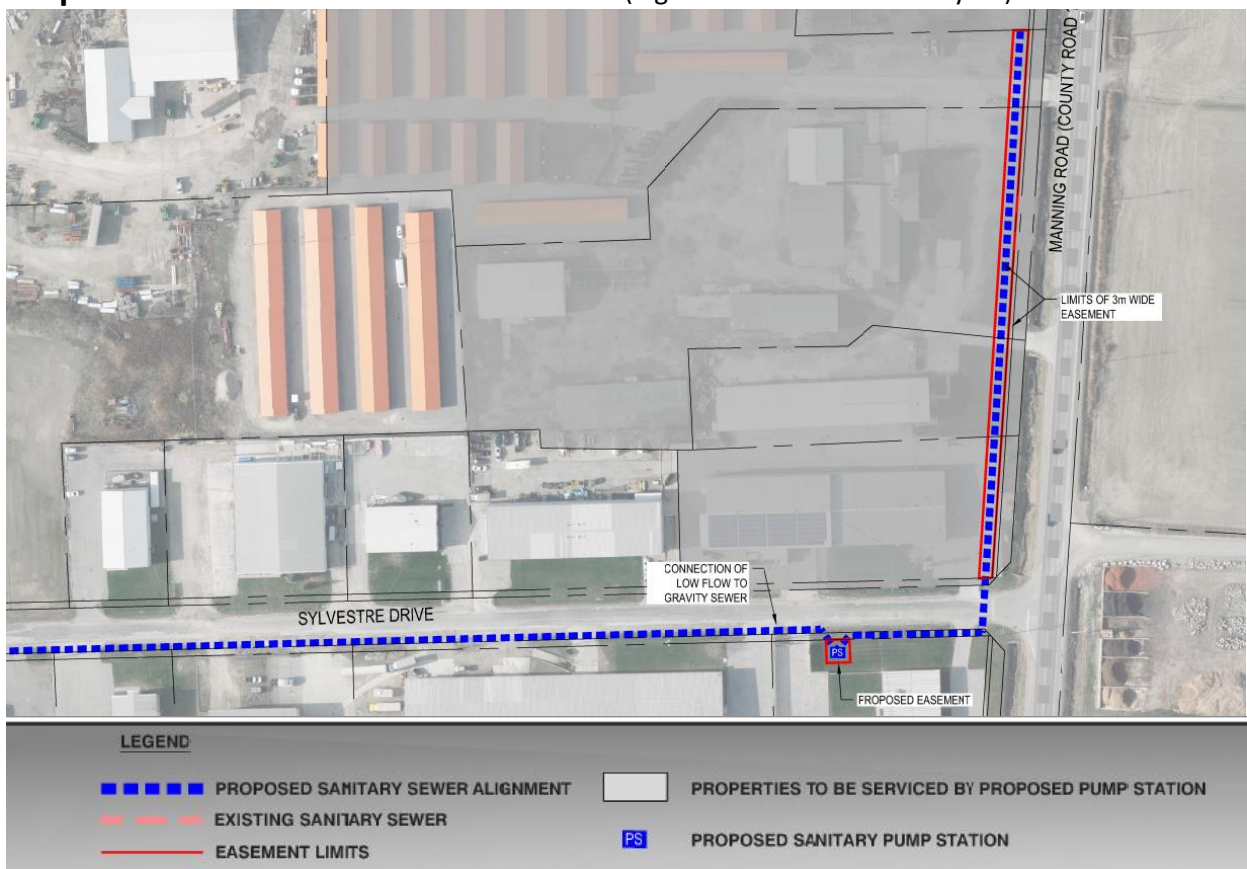 MANNING ROAD (COUNTY ROAD
LIMITS OF 3m WIDE
EASEMENT
CONNECTION OF
LOW FLOW TO
GRAVITY SEWER
SYLVESTRE DRIVE
PS
PROPOSED EASEMENT
LEGEND
PROPOSED SANITARY SEWER ALIGNMENT
PROPERTIES TO BE SERVICED BY PROPOSED PUMP STATION
EXISTING SANITARY SEWER
PS PROPOSED SANITARY PUMP STATION
EASEMENT LIMITS